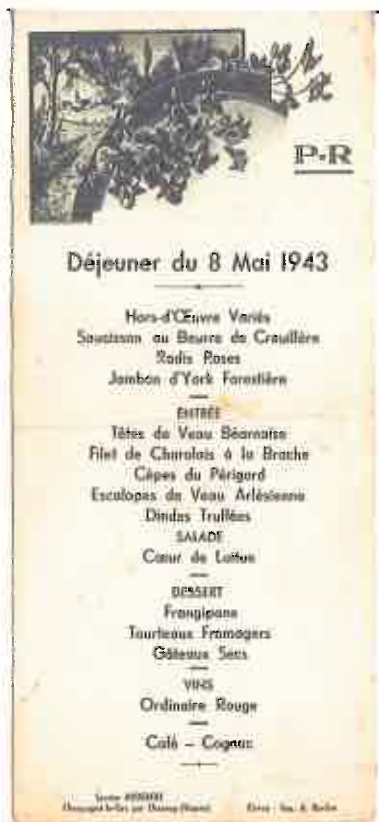 P-R
Déjeuner du 8 Mai 1943
Hors-d'Œuvre Variés
Saucisson au Beurre de Crouillère
Radis Roses
Jambon d'York Forestière
ENTRÉE
Têtes de Veau Béarnaise
Filet de Charolais à la Broche
Cèpes du Périgord
Escalopes de Veau Arlésienne
Dindes Truffées
SALADE
Cœur de Laitue
DESSERT
Frangipane
Tourteaux Fromagers
Gâteaux Secs
VINS
Ordinaire Rouge
Café - Cognac